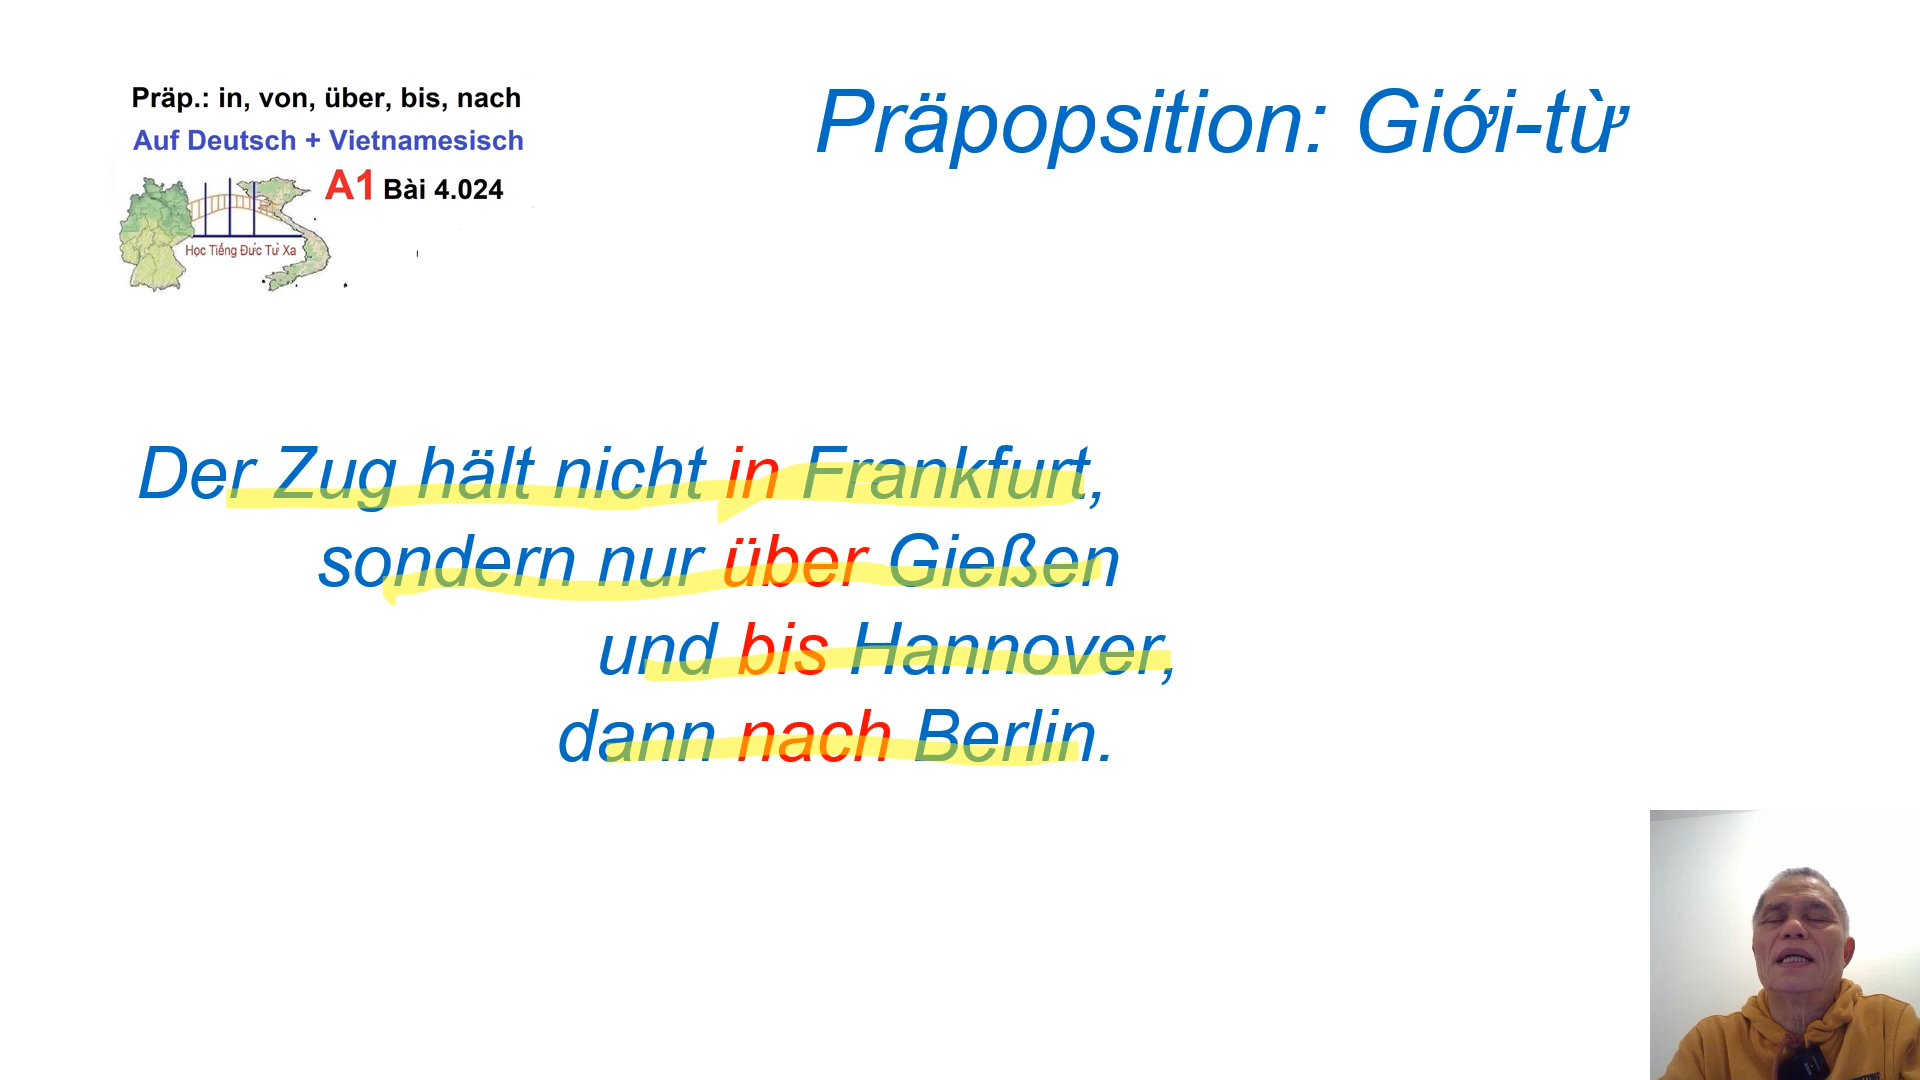 Präp.: in, von, über, bis, nach
Auf Deutsch + Vietnamesisch
A1 Bài 4.024
Học Tiếng Đức Từ Xa
Präpopsition: Giới-từ
Der Zug hält nicht in Frankfurt,
sondern nur über Gießen
und bis Hannover,
dann nach Berlin.